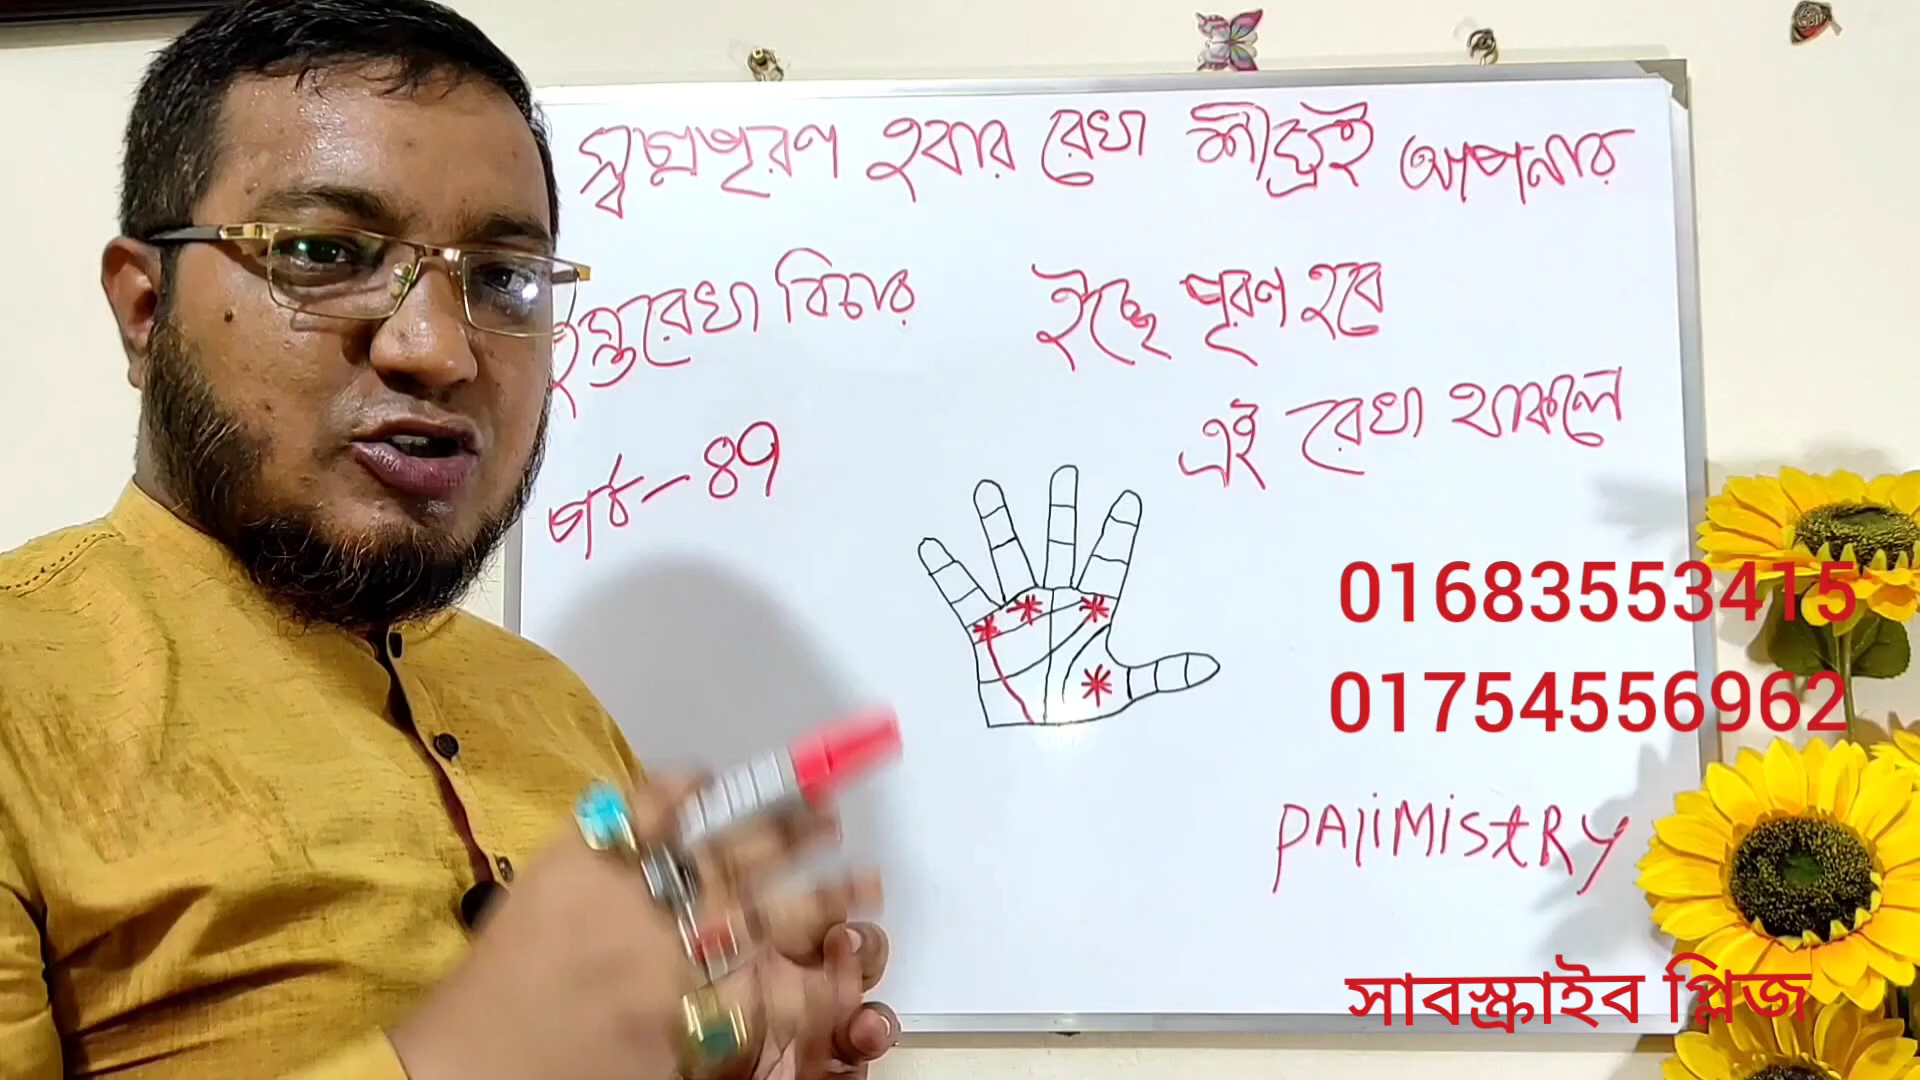 স্বপ্নপূরণ হবার রেখা শীঘ্রই আপনার
হস্তরেখা বিচার ইচ্ছে পূরণ হবে
এই রেখা থাকলে
পর্ব-৪৭
01683553415
01754556962
PAliMistRy
সাবস্ক্রাইব প্লিজ